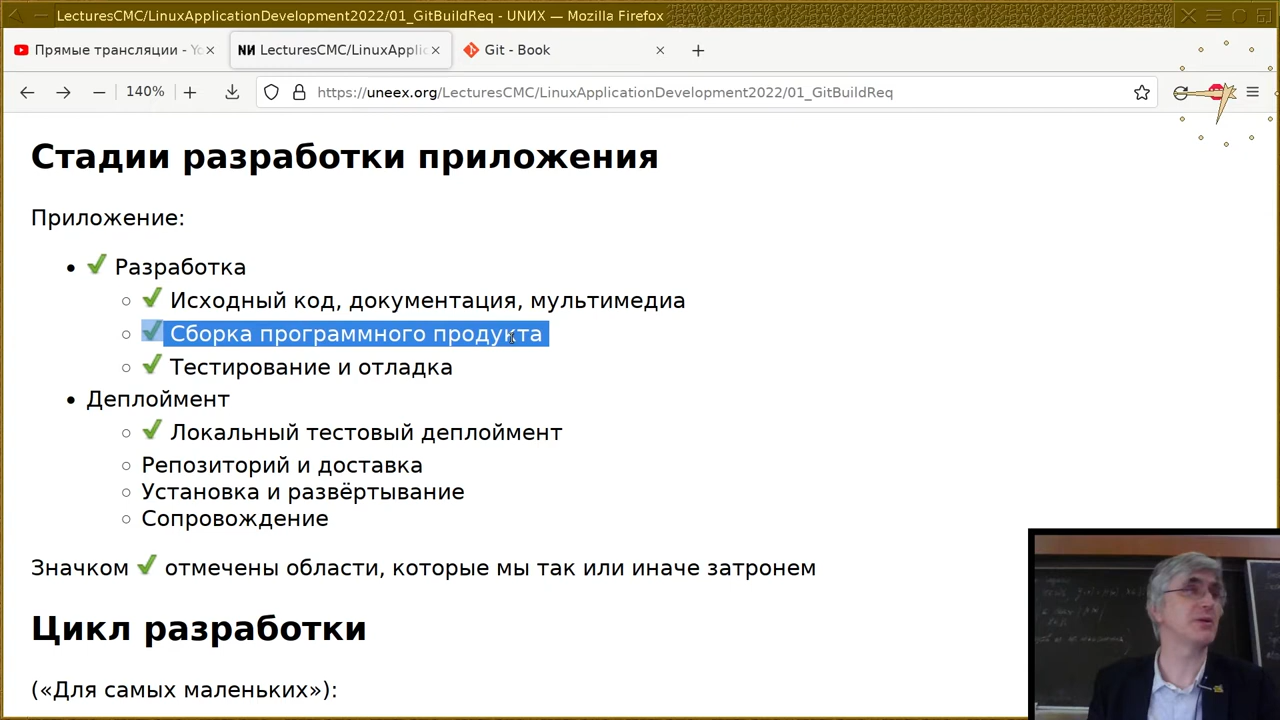 LecturesCMC/LinuxApplicationDevelopment2022/01_GitBuildReq - UNИX — Mozilla Firefox
Прямые трансляции - Yo
ИИ LecturesCMC/LinuxApplic
Git - Book
140%
https://uneex.org/LecturesCMC/LinuxApplicationDevelopment2022/01_GitBuildReq
Стадии разработки приложения
Приложение:
Разработка
Исходный код, документация, мультимедиа
Сборка программного продукта
Тестирование и отладка
Деплоймент
Локальный тестовый деплоймент
Репозиторий и доставка
Установка и развёртывание
Сопровождение
Значком ✔ отмечены области, которые мы так или иначе затронем
Цикл разработки
(«Для самых маленьких»):